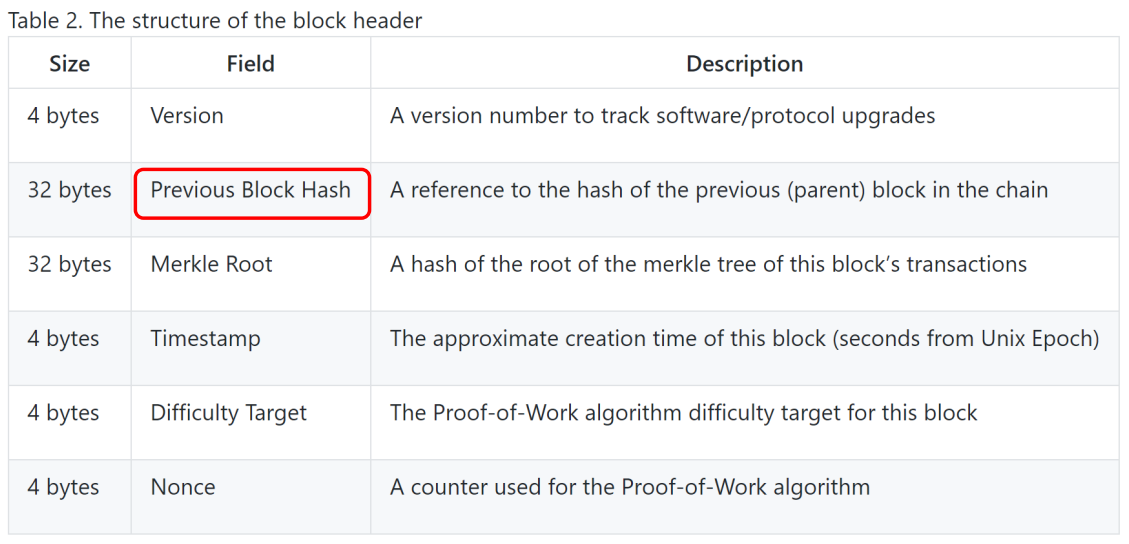 Table 2. The structure of the block header
Size Field Description
4 bytes Version A version number to track software/protocol upgrades
32 bytes Previous Block Hash A reference to the hash of the previous (parent) block in the chain
32 bytes Merkle Root A hash of the root of the merkle tree of this block’s transactions
4 bytes Timestamp The approximate creation time of this block (seconds from Unix Epoch)
4 bytes Difficulty Target The Proof-of-Work algorithm difficulty target for this block
4 bytes Nonce A counter used for the Proof-of-Work algorithm